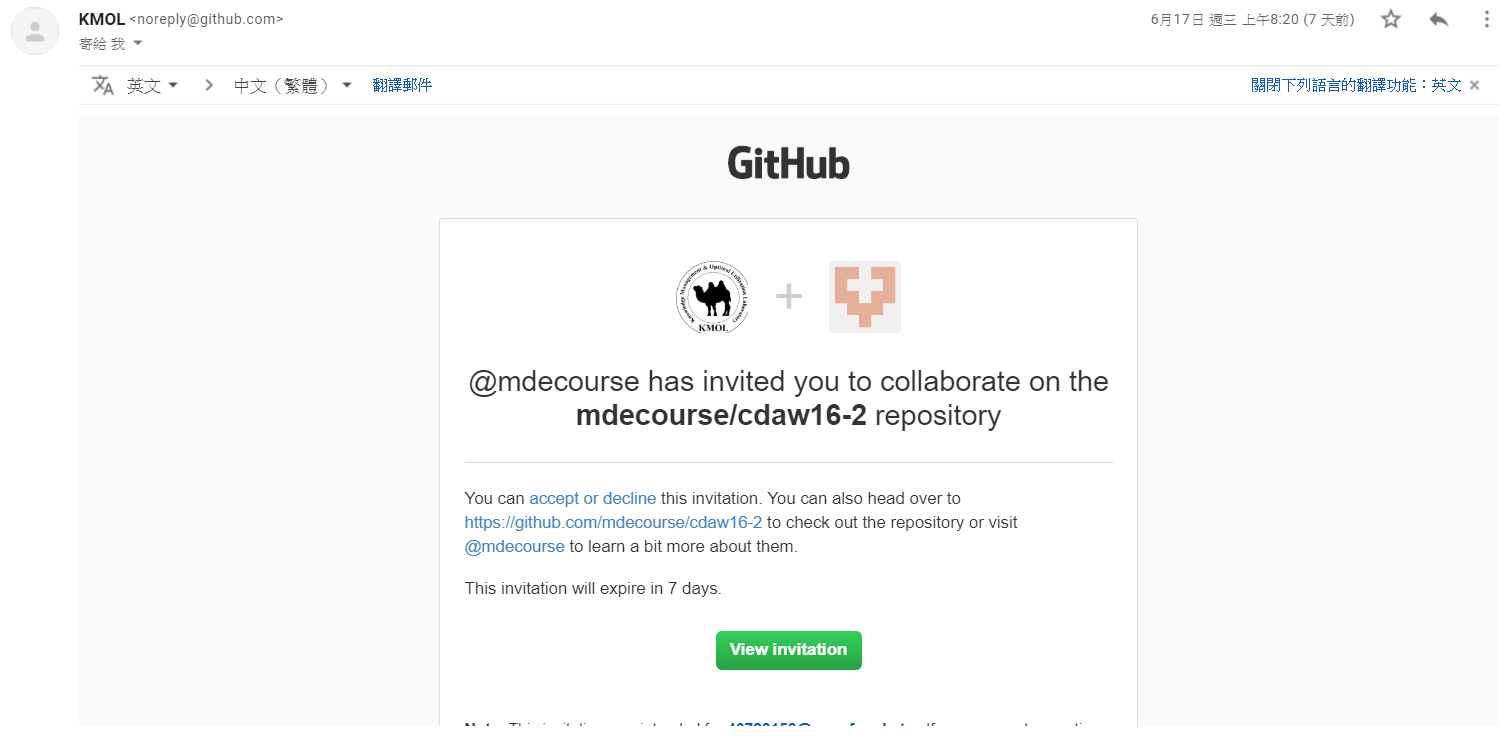 KMOL <noreply@github.com>
6月17日 週三 上午8:20 (7 天前)
寄給 我
英文
中文（繁體）
翻譯郵件
關閉下列語言的翻譯功能：英文
GitHub
Knowledge Management & Optimal Utilization Laboratory
KMOL
@mdecourse has invited you to collaborate on the
mdecourse/cdaw16-2 repository
You can accept or decline this invitation. You can also head over to
https://github.com/mdecourse/cdaw16-2 to check out the repository or visit
@mdecourse to learn a bit more about them.
This invitation will expire in 7 days.
View invitation